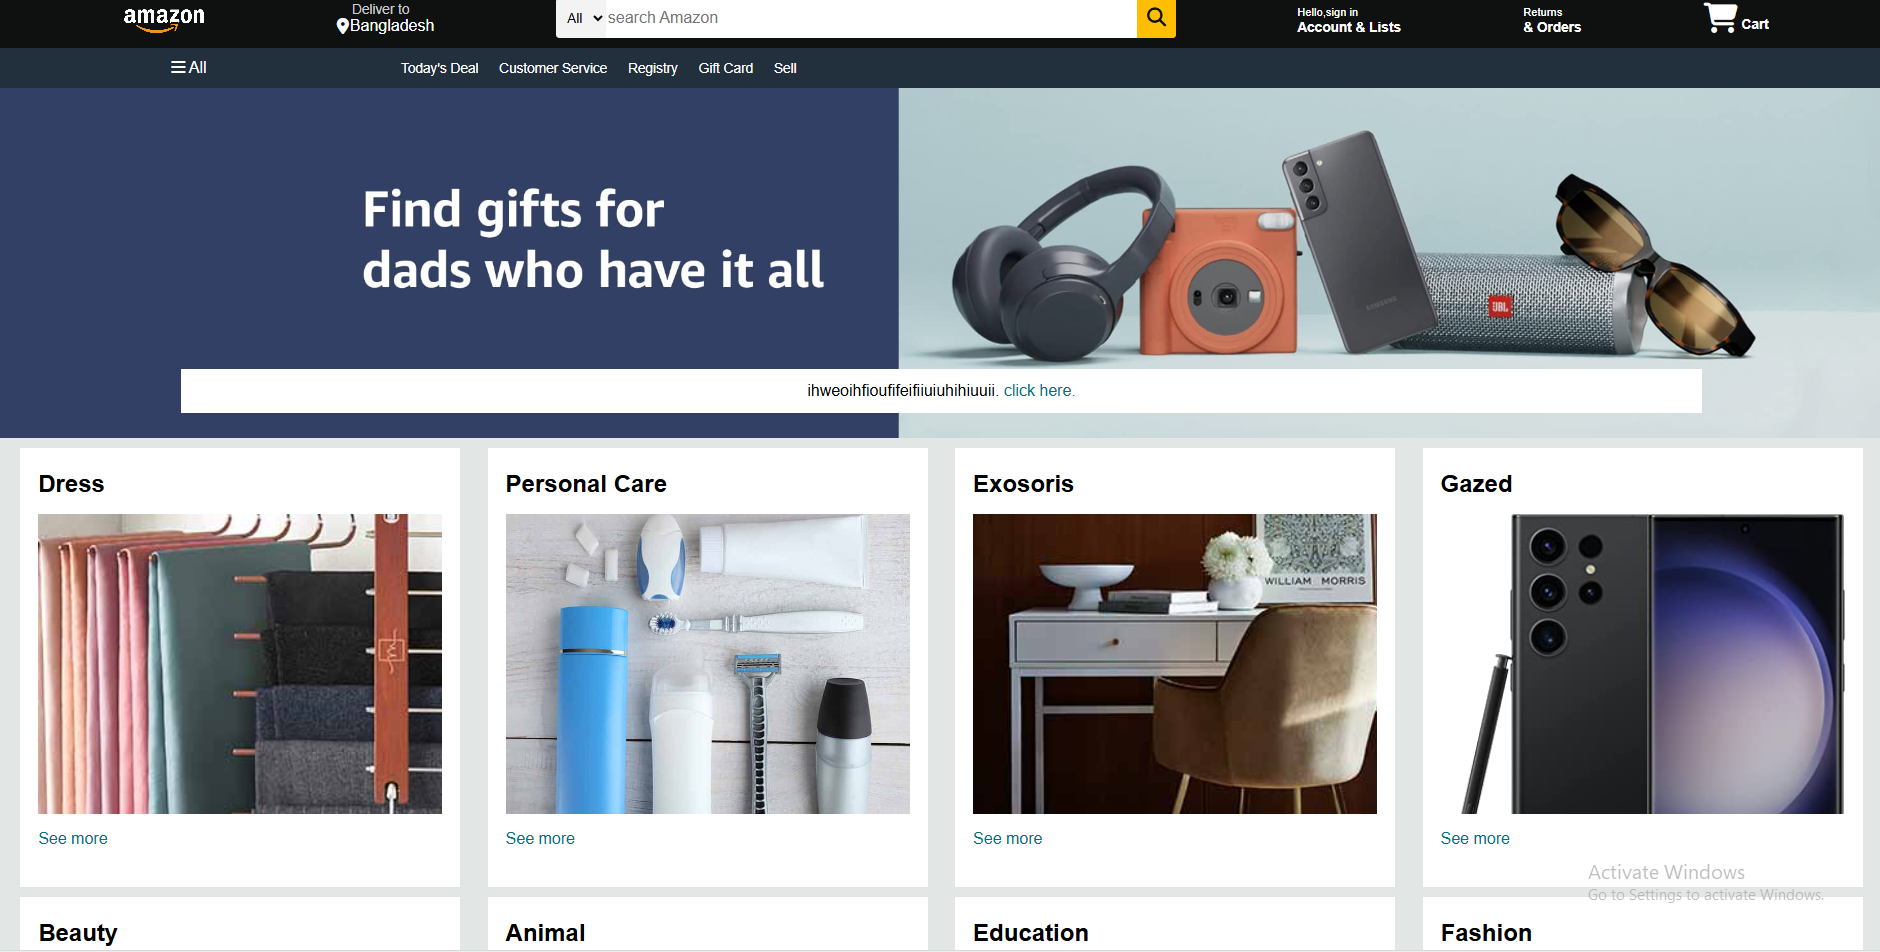 amazon
Deliver to
Bangladesh
All
search Amazon
Hello,sign in
Account & Lists
Returns
& Orders
Cart
All
Today's Deal
Customer Service
Registry
Gift Card
Sell
Find gifts for
dads who have it all
SAMSUNG
JBL
ihweoihfioufifeifiiuiuhihiuuii. click here.
Dress
Personal Care
Exosoris
Gazed
WILLIAM MORRIS
See more
See more
See more
See more
Activate Windows
Go to Settings to activate Windows.
Beauty
Animal
Education
Fashion